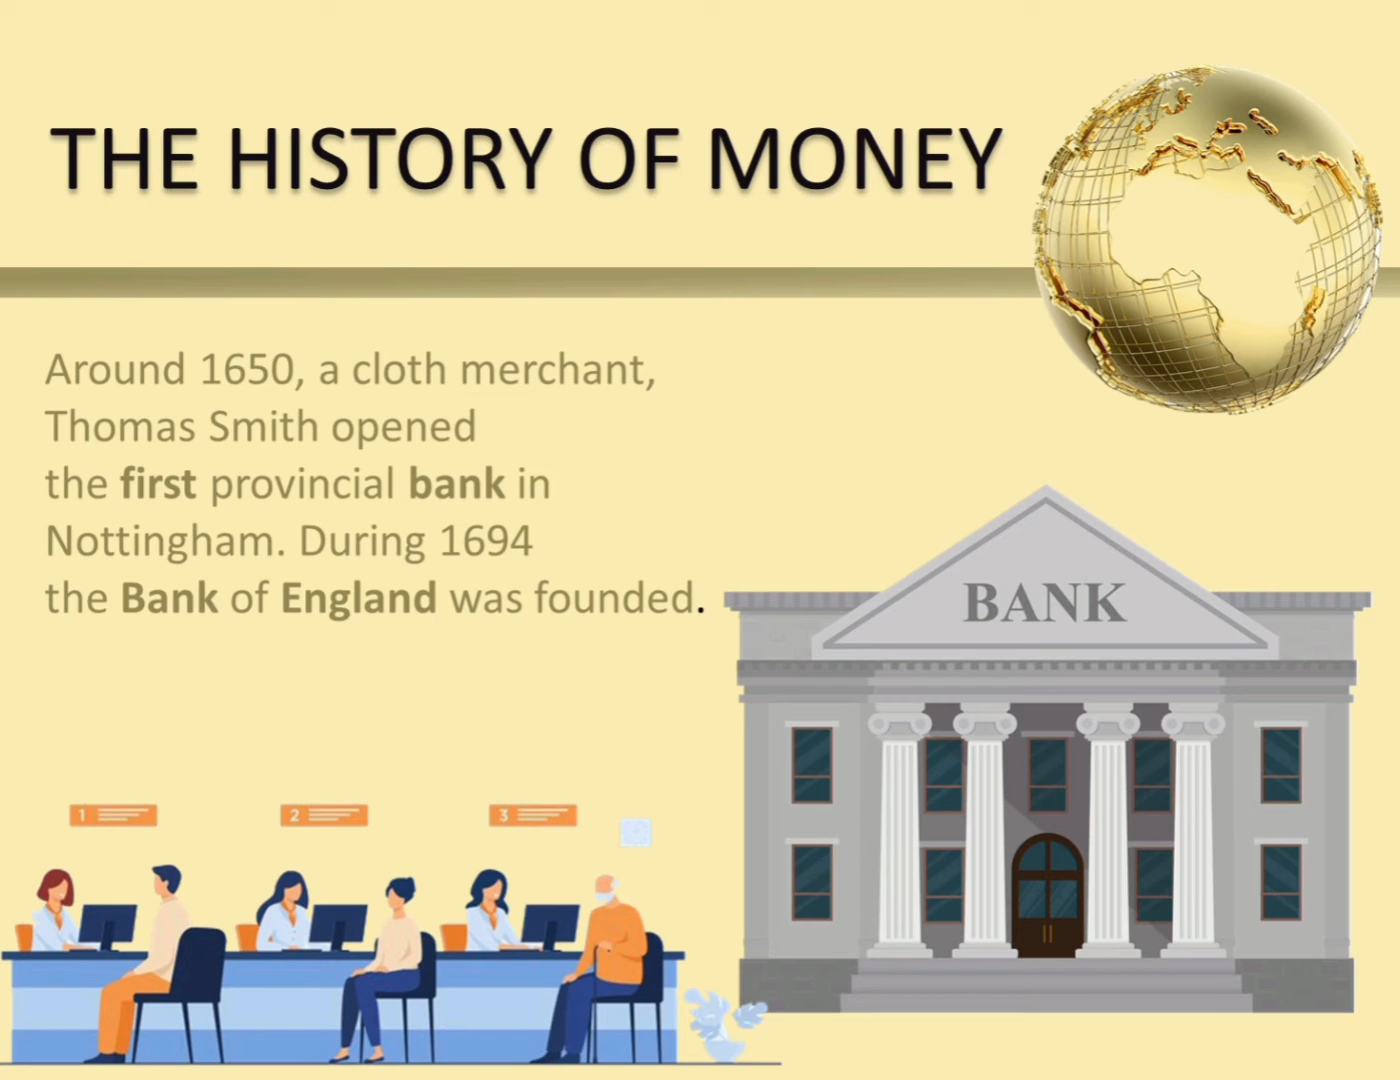 THE HISTORY OF MONEY
Around 1650, a cloth merchant,
Thomas Smith opened
the first provincial bank in
Nottingham. During 1694
the Bank of England was founded.
BANK
1
2
3